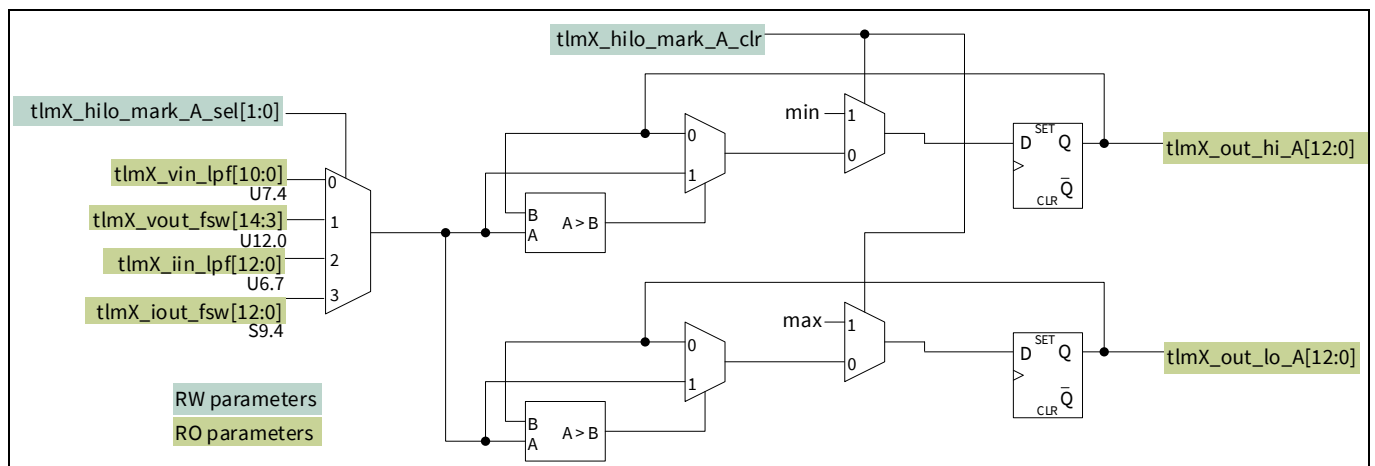 tlmX_hilo_mark_A_clr
tlmX_hilo_mark_A_sel[1:0]
tlmX_vin_lpf[10:0]
U7.4
tlmX_vout_fsw[14:3]
U12.0
tlmX_iin_lpf[12:0]
U6.7
tlmX_iout_fsw[12:0]
S9.4
0
1
2
3
0
1
B
A
A > B
min
1
0
SET
D
Q
Q̅
CLR
tlmX_out_hi_A[12:0]
0
1
B
A
A > B
max
1
0
SET
D
Q
Q̅
CLR
tlmX_out_lo_A[12:0]
RW parameters
RO parameters